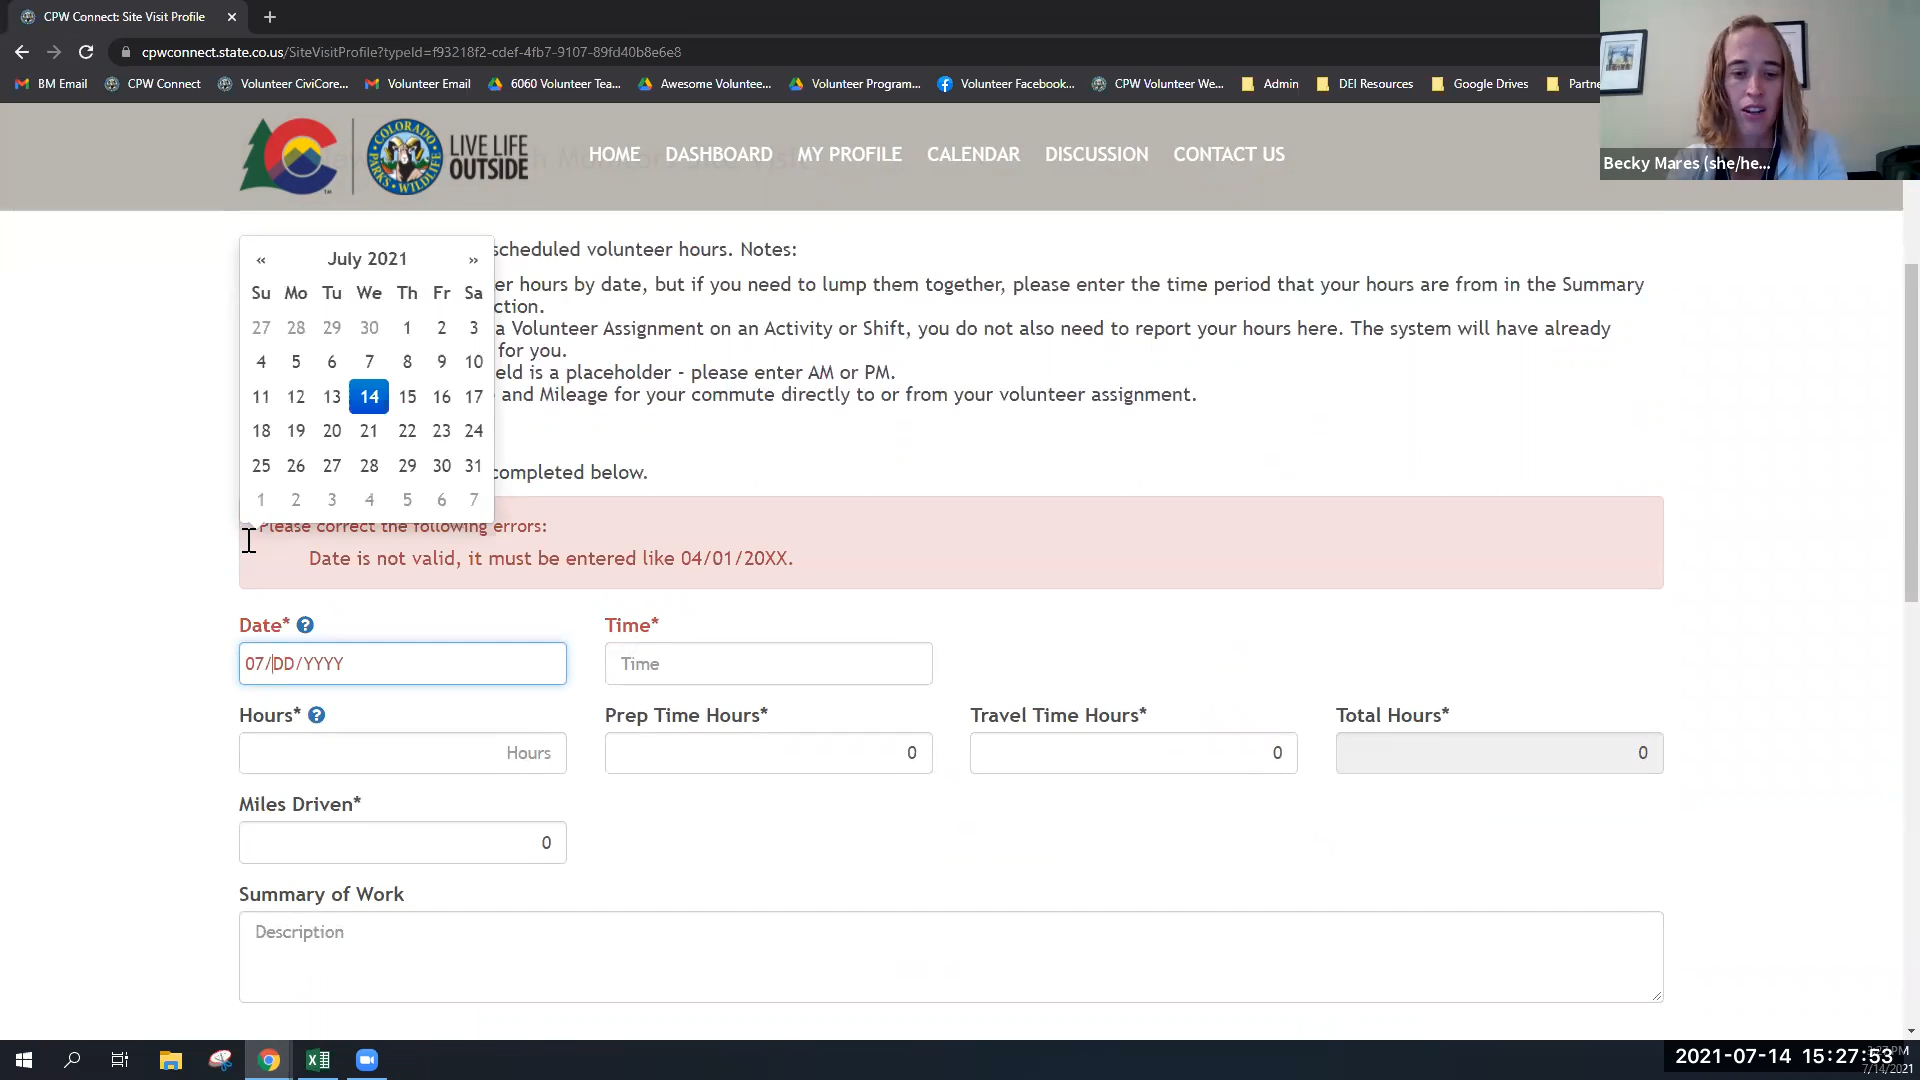 CPW Connect: Site Visit Profile
cpwconnect.state.co.us/SiteVisitProfile?typeId=f93218f2-cdef-4fb7-9107-89fd40b8e6e8
BM Email CPW Connect Volunteer CiviCore... Volunteer Email 6060 Volunteer Tea... Awesome Voluntee... Volunteer Program... Volunteer Facebook... CPW Volunteer We... Admin DEI Resources Google Drives Partne
Becky Mares (she/he...
COLORADO PARKS & WILDLIFE
LIVE LIFE
OUTSIDE
HOME DASHBOARD MY PROFILE CALENDAR DISCUSSION CONTACT US
scheduled volunteer hours. Notes:
er hours by date, but if you need to lump them together, please enter the time period that your hours are from in the Summary
ction.
a Volunteer Assignment on an Activity or Shift, you do not also need to report your hours here. The system will have already
for you.
eld is a placeholder - please enter AM or PM.
and Mileage for your commute directly to or from your volunteer assignment.
completed below.
« July 2021 »
Su Mo Tu We Th Fr Sa
27 28 29 30 1 2 3
4 5 6 7 8 9 10
11 12 13 14 15 16 17
18 19 20 21 22 23 24
25 26 27 28 29 30 31
1 2 3 4 5 6 7
Please correct the following errors:
Date is not valid, it must be entered like 04/01/20XX.
Date* Time*
07/DD/YYYY Time
Hours* Prep Time Hours* Travel Time Hours* Total Hours*
Hours 0 0 0
Miles Driven*
0
Summary of Work
Description
2021-07-14 15:27:53
7/14/2021